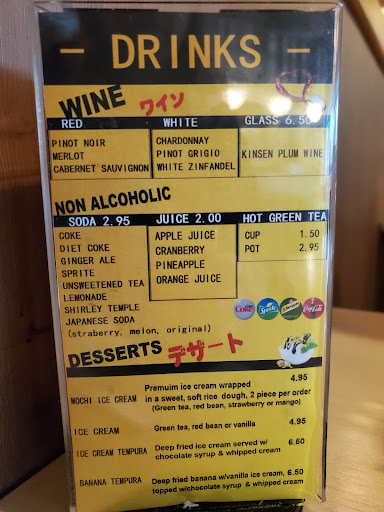 - DRINKS -
WINE ワイン
RED WHITE GLASS 6.50
PINOT NOIR
MERLOT
CABERNET SAUVIGNON
CHARDONNAY
PINOT GRIGIO
WHITE ZINFANDEL
KINSEN PLUM WINE
NON ALCOHOLIC
SODA 2.95 JUICE 2.00 HOT GREEN TEA
COKE
DIET COKE
GINGER ALE
SPRITE
UNSWEETENED TEA
LEMONADE
SHIRLEY TEMPLE
JAPANESE SODA
(straberry, melon, original)
APPLE JUICE
CRANBERRY
PINEAPPLE
ORANGE JUICE
CUP 1.50
POT 2.95
Coke
Sprite
Coca-Cola
DESSERTS デザート
MOCHI ICE CREAM Premuim ice cream wrapped 4.95
in a sweet, soft rice dough, 2 piece per order
(Green tea, red bean, strawberry or mango)
ICE CREAM Green tea, red bean or vanilla 4.95
ICE CREAM TEMPURA Deep fried ice cream served w/ 6.50
chocolate syrup & whipped cream
BANANA TEMPURA Deep fried banana w/vanilla ice cream, 6.50
topped w/chocolate syrup & whipped cream